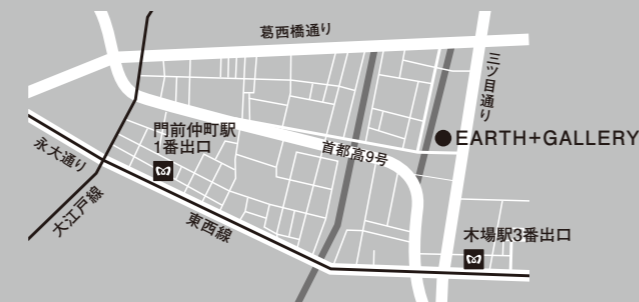 葛西橋通り
三ツ目通り
門前仲町駅
1番出口
首都高9号
EARTH+GALLERY
永大通り
大江戸線
東西線
木場駅3番出口